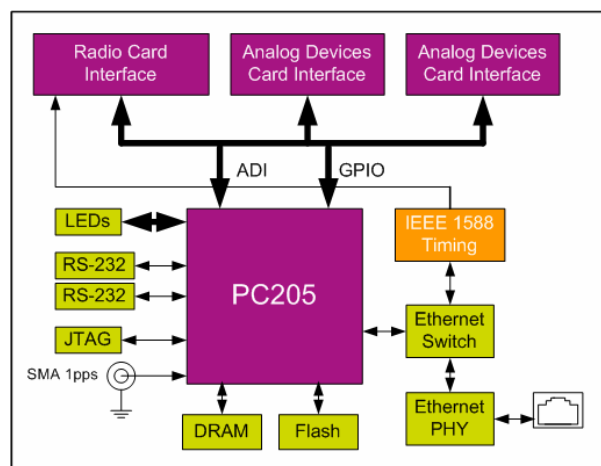 Radio Card
Interface
Analog Devices
Card Interface
Analog Devices
Card Interface
ADI
GPIO
LEDs
IEEE 1588
Timing
RS-232
RS-232
PC205
JTAG
Ethernet
Switch
SMA 1pps
DRAM
Flash
Ethernet
PHY